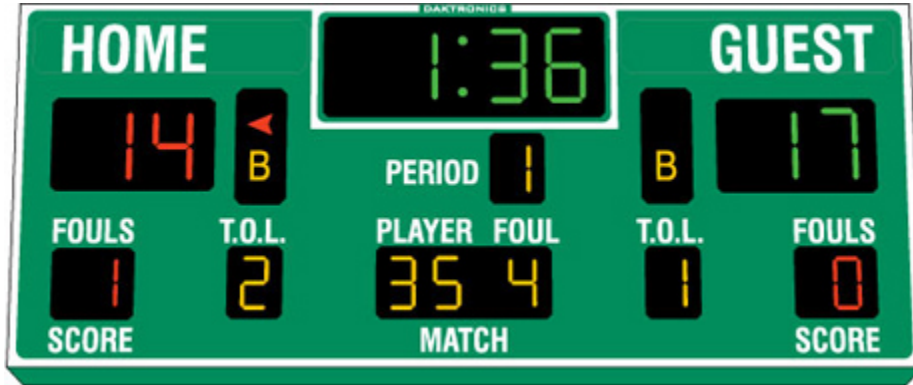 DAKTRONICS
HOME 1:36 GUEST
14 B PERIOD 1 B 17
FOULS T.O.L. PLAYER FOUL T.O.L. FOULS
1 2 35 4 1 0
SCORE MATCH SCORE